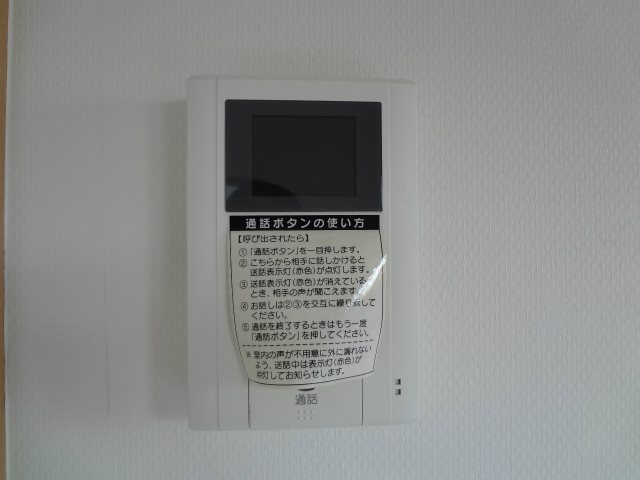 通話ボタンの使い方
【呼び出されたら】
①「通話ボタン」を一回押します。
②こちらから相手に話しかけると
送話表示灯(赤色)が点灯します。
③送話表示灯(赤色)が消えている
とき、相手の声が聞こえます。
④お話しは②③を交互に繰り返して
ください。
⑤通話を終了するときはもう一度
「通話ボタン」を押してください。
※室内の声が不用意に外に漏れない
よう、送話中は表示灯(赤色)が
点灯してお知らせします。
通話